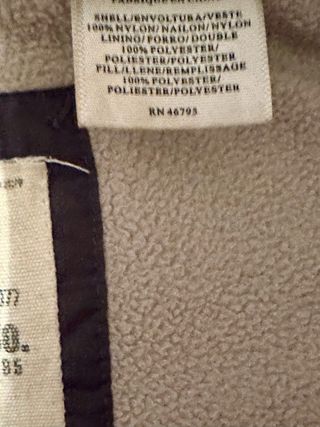 SHELL/ENVOLTURA/VESTE
100% NYLON/NAILON/NYLON
LINING/FORRO/DOUBLE
100% POLYESTER/
POLIESTER/POLYESTER
FILL/LLENE/REMPLISSAGE
100% POLYESTER/
POLIESTER/POLYESTER
RN 46795